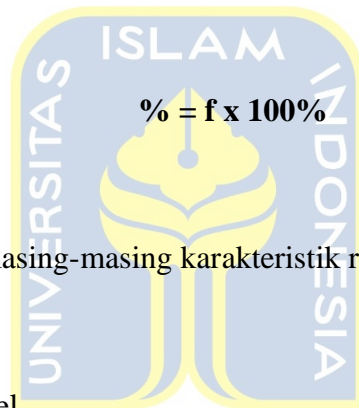 UNIVERSITAS ISLAM INDONESIA
% = f x 100%
asing-masing karakteristik r
el